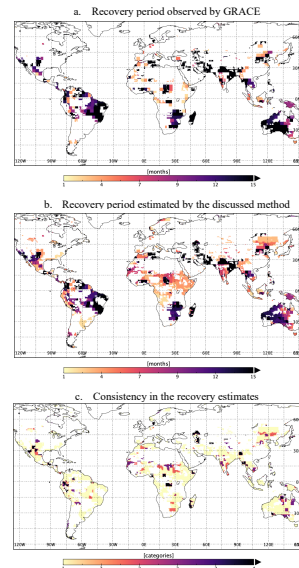 a. Recovery period observed by GRACE
120W 90W 60W 30W 0 30E 60E 90E 120E
[months]
1 4 7 9 12 15
b. Recovery period estimated by the discussed method
120W 90W 60W 30W 0 30E 60E 90E 120E
[months]
1 4 7 9 12 15
c. Consistency in the recovery estimates
120W 90W 60W 30W 0 30E 60E 90E 120E
[categories]